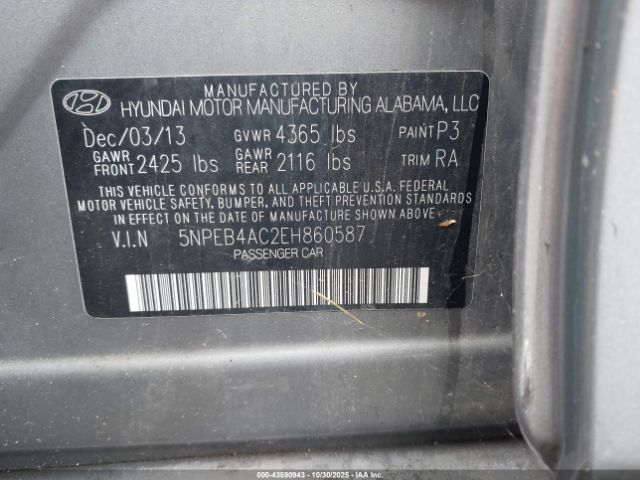 MANUFACTURED BY
HYUNDAI MOTOR MANUFACTURING ALABAMA, LLC
Dec/03/13 GVWR 4365 lbs PAINT P3
GAWR FRONT 2425 lbs GAWR REAR 2116 lbs TRIM RA
THIS VEHICLE CONFORMS TO ALL APPLICABLE U.S.A. FEDERAL
MOTOR VEHICLE SAFETY, BUMPER, AND THEFT PREVENTION
STANDARDS IN EFFECT ON THE DATE OF MANUFACTURE SHOWN ABOVE.
V.I.N 5NPEB4AC2EH860587
PASSENGER CAR
000-43590943 - 10/30/2025 - © IAA Holdings, LLC